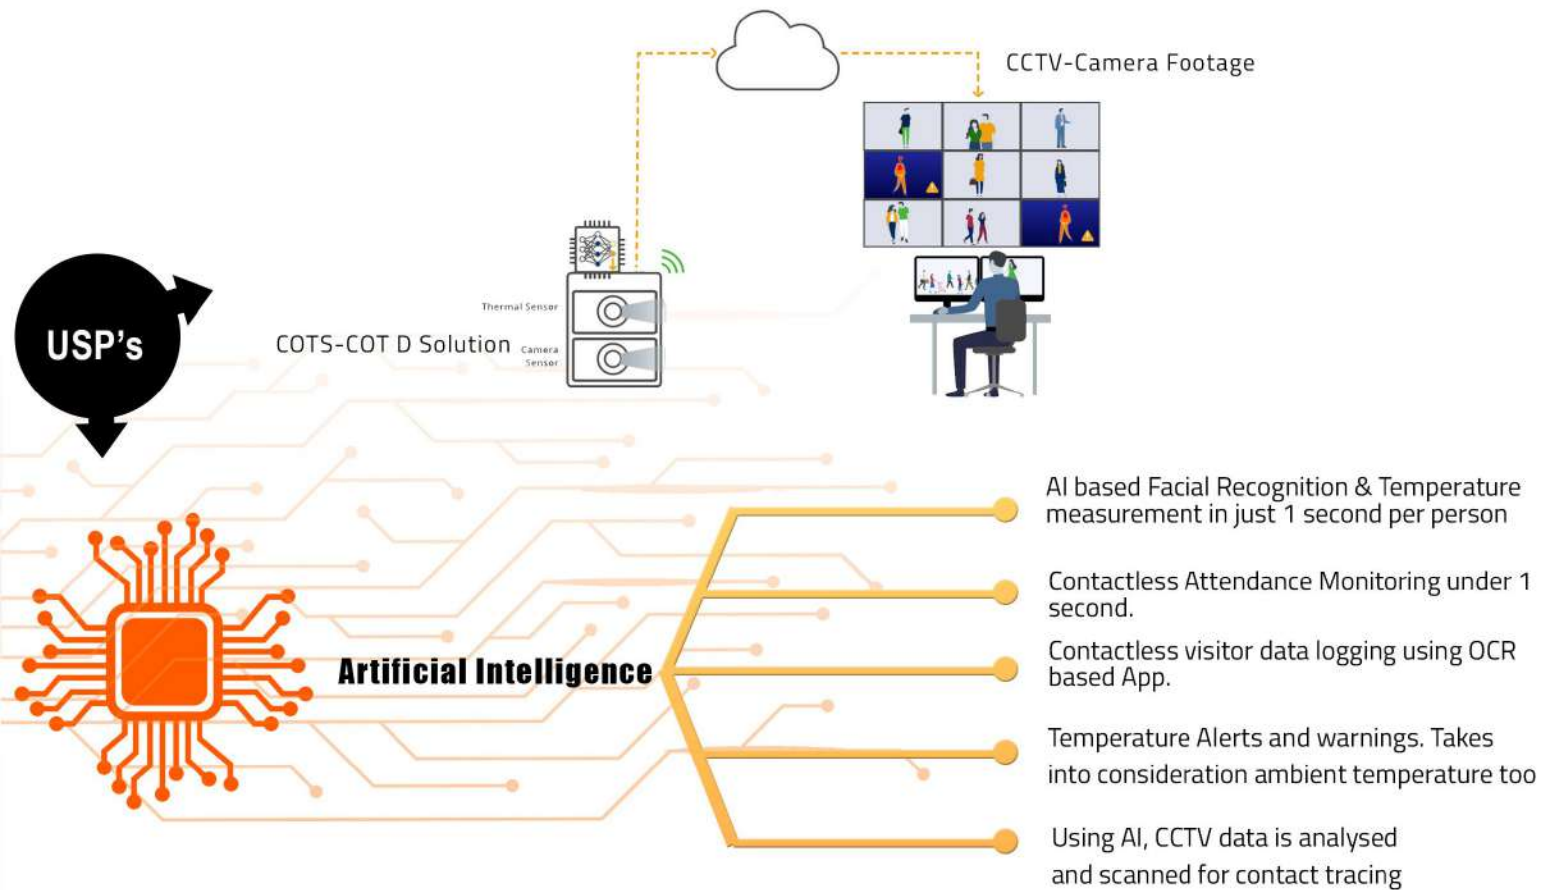 CCTV-Camera Footage
Thermal Sensor
COTS-COT D Solution
Camera
Sensor
USP's
AI based Facial Recognition & Temperature
measurement in just 1 second per person
Contactless Attendance Monitoring under 1
second.
Artificial Intelligence
Contactless visitor data logging using OCR
based App.
Temperature Alerts and warnings. Takes
into consideration ambient temperature too
Using AI, CCTV data is analysed
and scanned for contact tracing